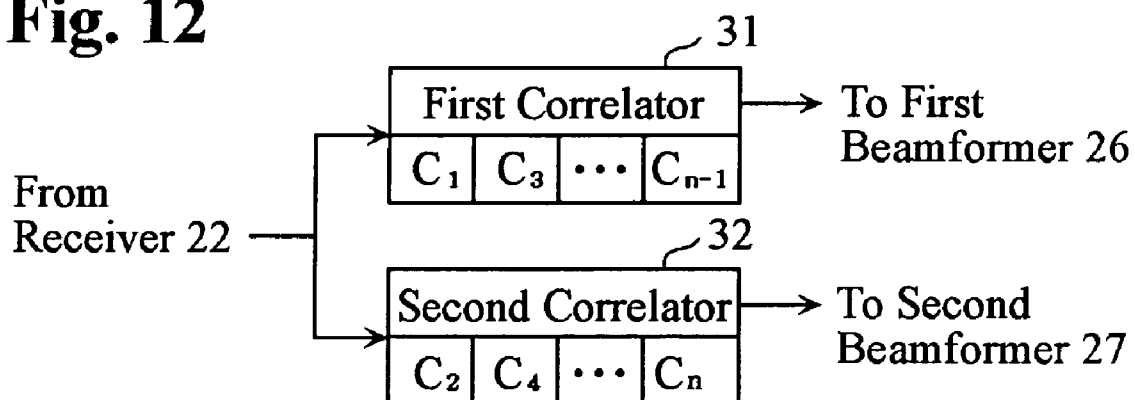 Fig. 12
31
First Correlator
C₁ C₃ ··· Cₙ₋₁
To First
Beamformer 26
From
Receiver 22
32
Second Correlator
C₂ C₄ ··· Cₙ
To Second
Beamformer 27